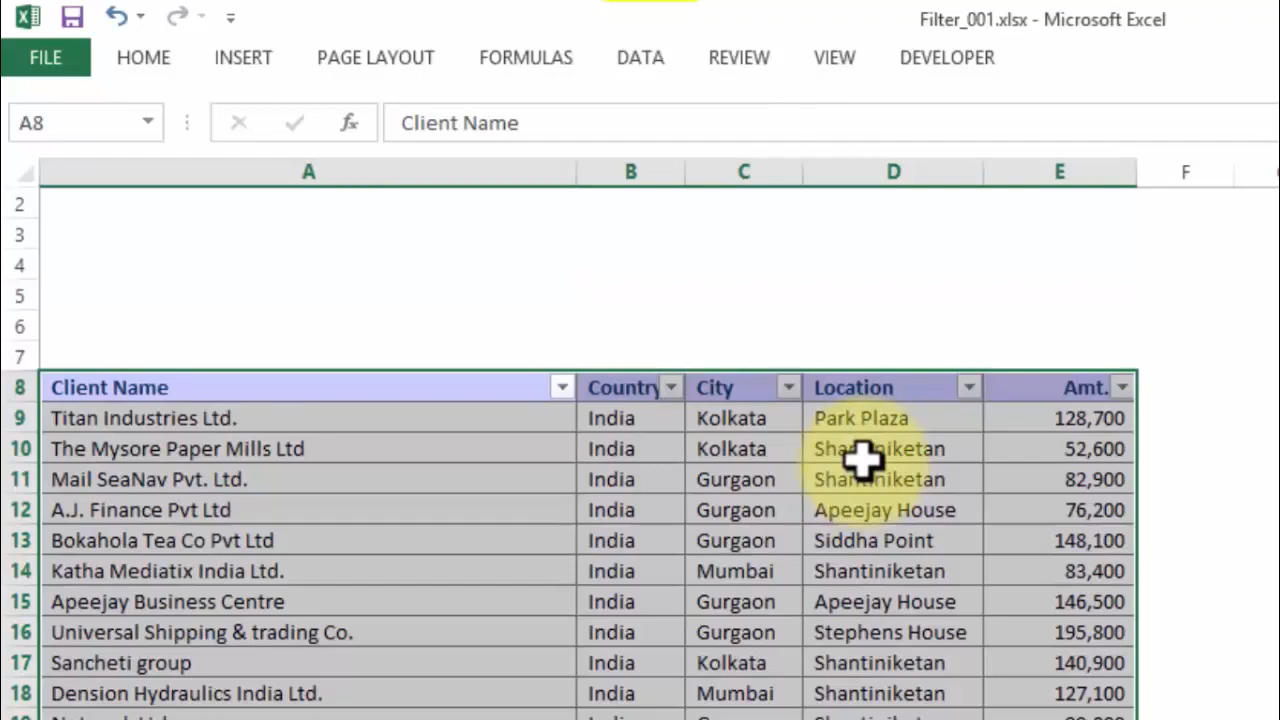 Filter_001.xlsx - Microsoft Excel
FILE HOME INSERT PAGE LAYOUT FORMULAS DATA REVIEW VIEW DEVELOPER
A8 fx Client Name
A B C D E F
2
3
4
5
6
7
8 Client Name Country City Location Amt.
9 Titan Industries Ltd. India Kolkata Park Plaza 128,700
10 The Mysore Paper Mills Ltd India Kolkata Shantiniketan 52,600
11 Mail SeaNav Pvt. Ltd. India Gurgaon Shantiniketan 82,900
12 A.J. Finance Pvt Ltd India Gurgaon Apeejay House 76,200
13 Bokahola Tea Co Pvt Ltd India Gurgaon Siddha Point 148,100
14 Katha Mediatix India Ltd. India Mumbai Shantiniketan 83,400
15 Apeejay Business Centre India Gurgaon Apeejay House 146,500
16 Universal Shipping & trading Co. India Gurgaon Stephens House 195,800
17 Sancheti group India Kolkata Shantiniketan 140,900
18 Dension Hydraulics India Ltd. India Mumbai Shantiniketan 127,100